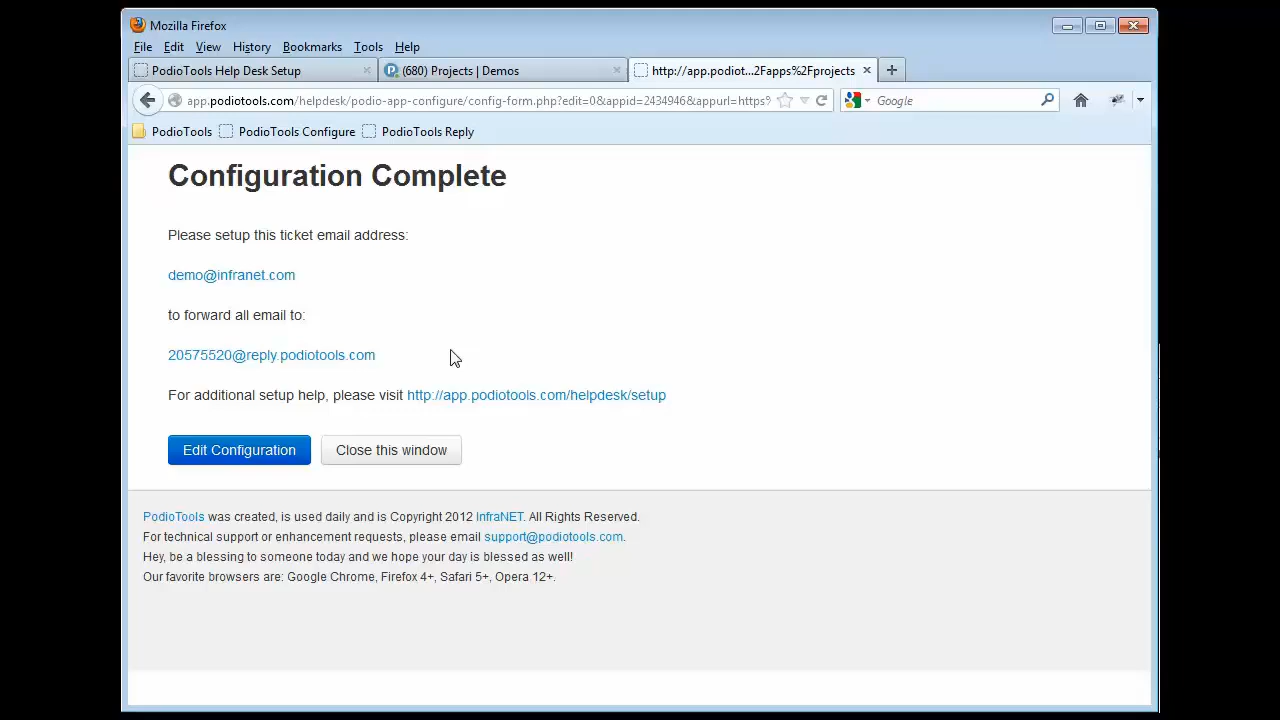 Mozilla Firefox
File Edit View History Bookmarks Tools Help
PodioTools Help Desk Setup
(680) Projects | Demos
http://app.podiot...2Fapps%2Fprojects
app.podiotools.com/helpdesk/podio-app-configure/config-form.php?edit=0&appid=2434946&appurl=https%
Google
PodioTools PodioTools Configure PodioTools Reply
Configuration Complete
Please setup this ticket email address:
demo@infranet.com
to forward all email to:
20575520@reply.podiotools.com
For additional setup help, please visit http://app.podiotools.com/helpdesk/setup
Edit Configuration Close this window
PodioTools was created, is used daily and is Copyright 2012 InfraNET. All Rights Reserved.
For technical support or enhancement requests, please email support@podiotools.com.
Hey, be a blessing to someone today and we hope your day is blessed as well!
Our favorite browsers are: Google Chrome, Firefox 4+, Safari 5+, Opera 12+.